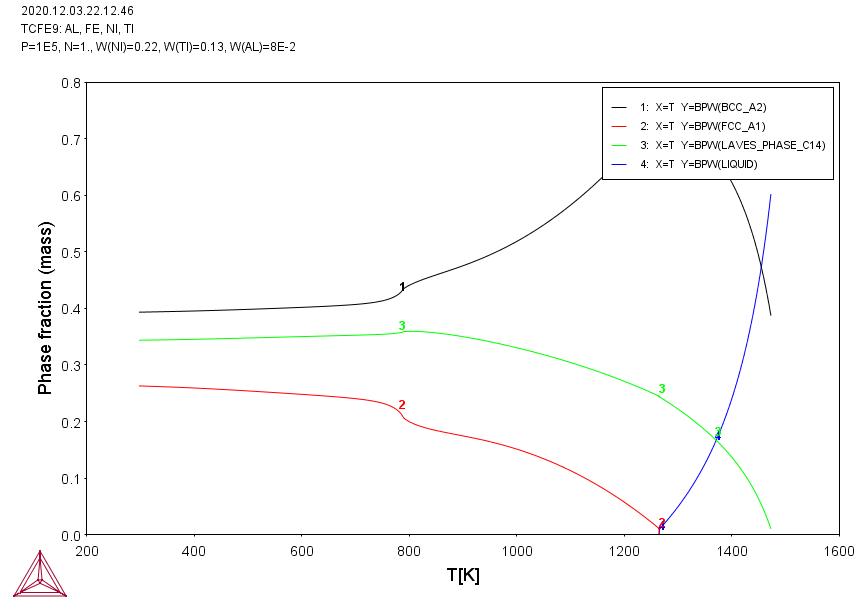 2020.12.03.22.12.46
TCFE9: AL, FE, NI, TI
P=1E5, N=1., W(NI)=0.22, W(TI)=0.13, W(AL)=8E-2
0.8
0.7
0.6
0.5
0.4
0.3
0.2
0.1
0.0
Phase fraction (mass)
1: X=T Y=BPW(BCC_A2)
2: X=T Y=BPW(FCC_A1)
3: X=T Y=BPW(LAVES_PHASE_C14)
4: X=T Y=BPW(LIQUID)
1
3
2
3
3
4
2
4
200 400 600 800 1000 1200 1400 1600
T[K]